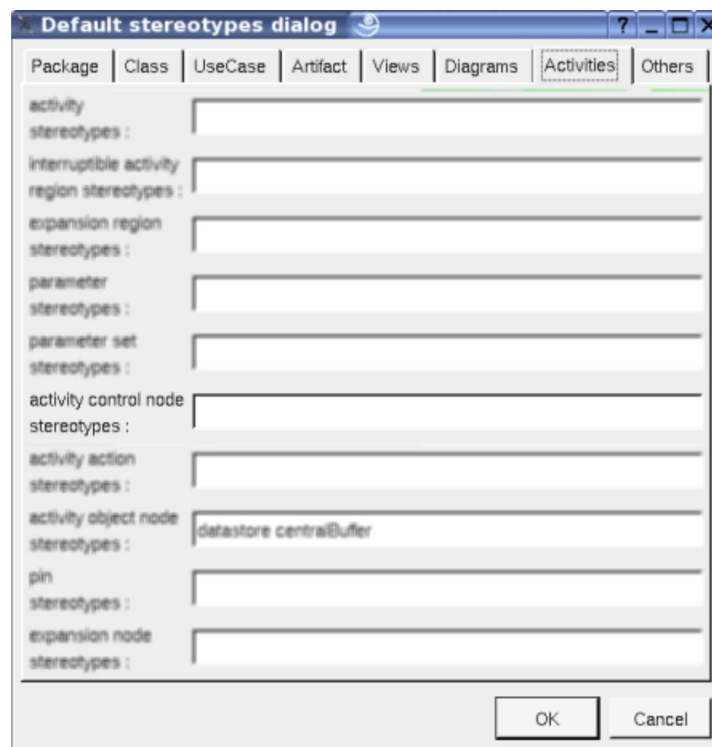 Default stereotypes dialog
Package Class UseCase Artifact Views Diagrams Activities Others
activity
stereotypes :
interruptible activity
region stereotypes :
expansion region
stereotypes :
parameter
stereotypes :
parameter set
stereotypes :
activity control node
stereotypes :
activity action
stereotypes :
activity object node
stereotypes :
datastore centralBuffer
pin
stereotypes :
expansion node
stereotypes :
OK Cancel